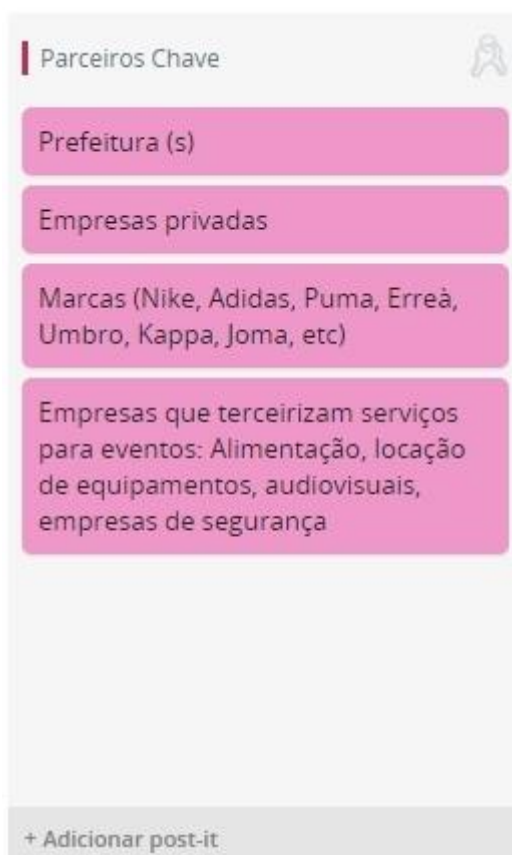 Parceiros Chave
Prefeitura (s)
Empresas privadas
Marcas (Nike, Adidas, Puma, Erreà,
Umbro, Kappa, Joma, etc)
Empresas que terceirizam serviços
para eventos: Alimentação, locação
de equipamentos, audiovisuais,
empresas de segurança
+ Adicionar post-it